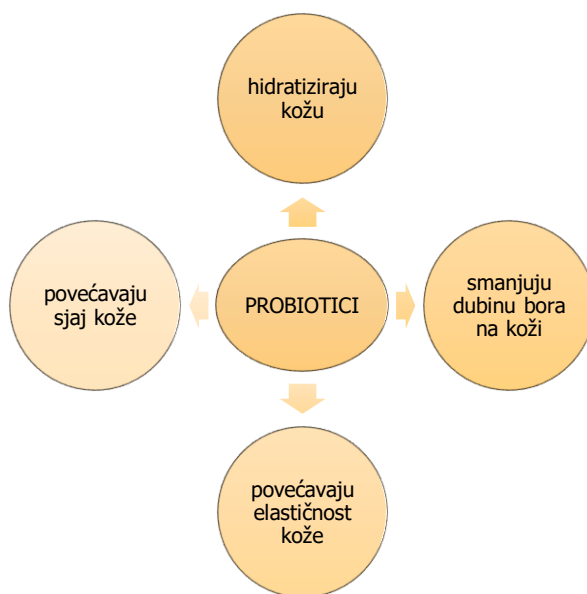 hidratiziraju
kožu
povećavaju
sjaj kože
PROBIOTICI
smanjuju
dubinu bora
na koži
povećavaju
elastičnost
kože